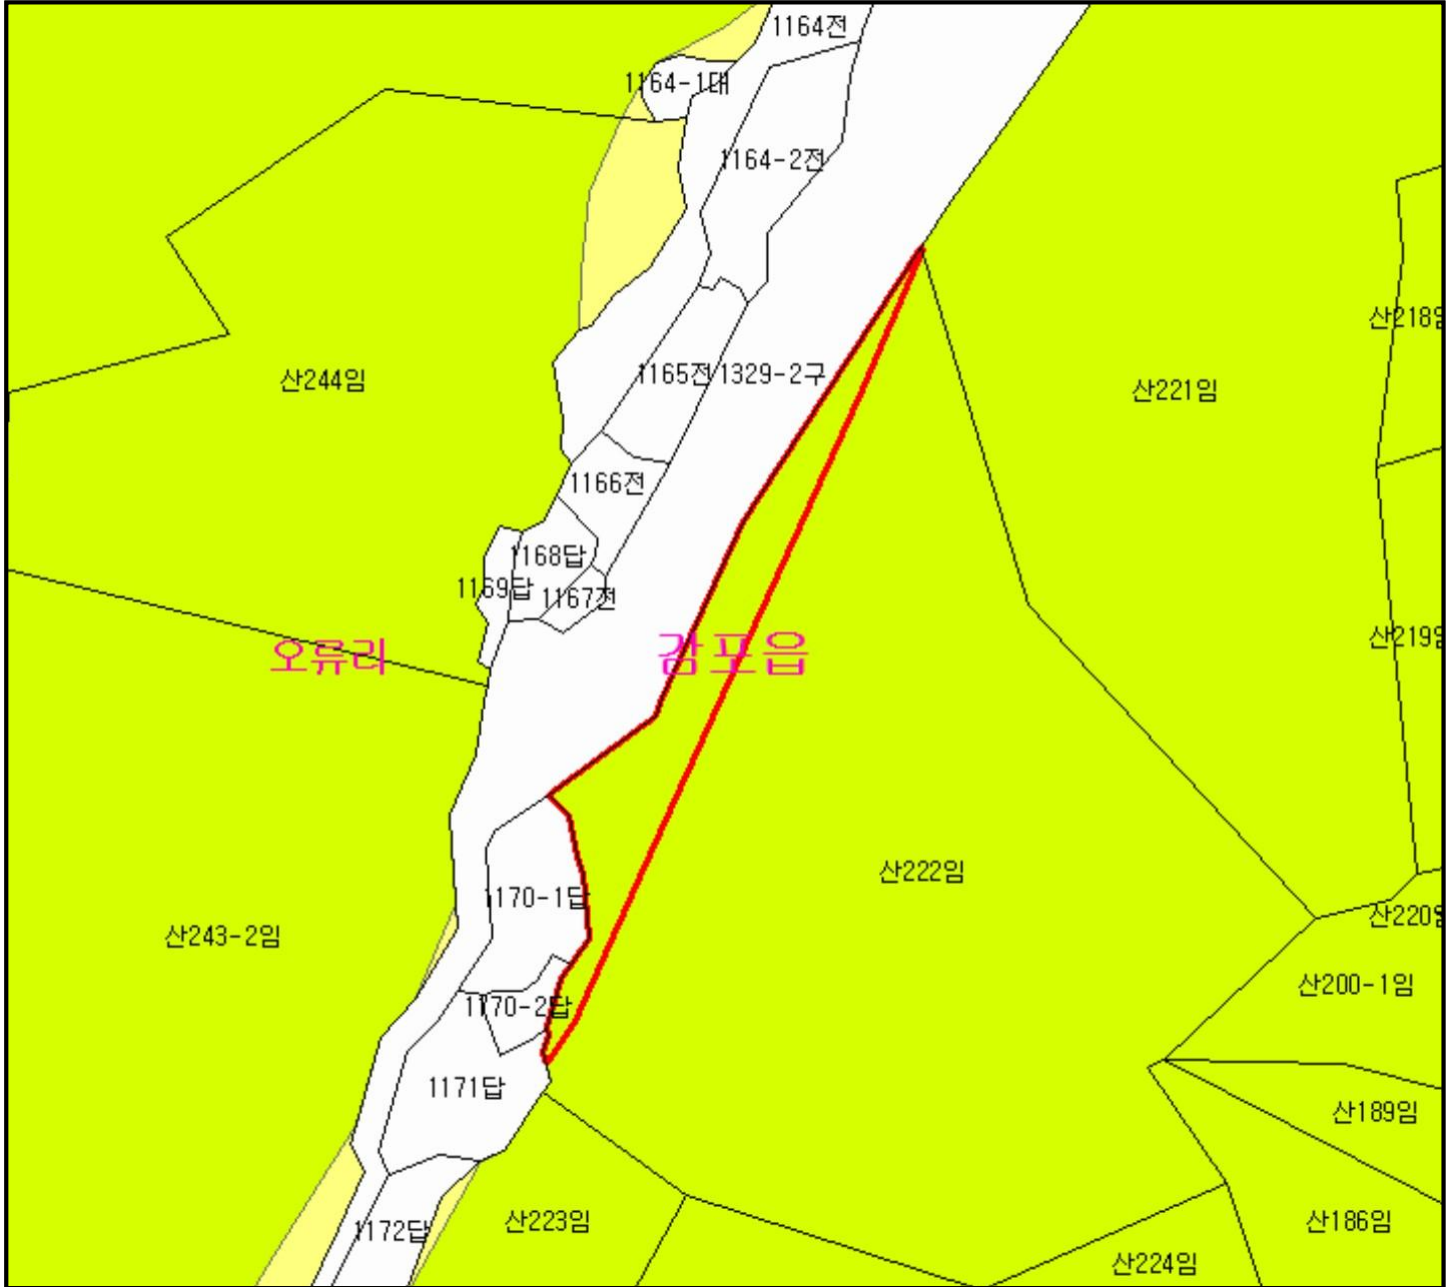 1164전
1164-1대
1164-2전
산218임
1165전
1329-2구
산244임
산221임
1166전
1168답
1169답
1167전
오류리
감포읍
산219임
산222임
1170-1답
산220임
산243-2임
산200-1임
1170-2답
1171답
산189임
산223임
산186임
1172답
산224임